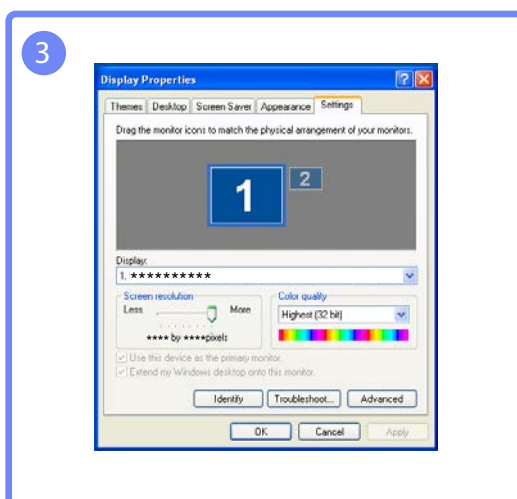 3
Display Properties
Themes Desktop Screen Saver Appearance Settings
Drag the monitor icons to match the physical arrangement of your monitors.
1 2
Display:
1. **********
Screen resolution
Less More
**** by ****pixels
Color quality
Highest (32 bit)
Use this device as the primary monitor.
Extend my Windows desktop onto this monitor.
Identify Troubleshoot... Advanced
OK Cancel Apply